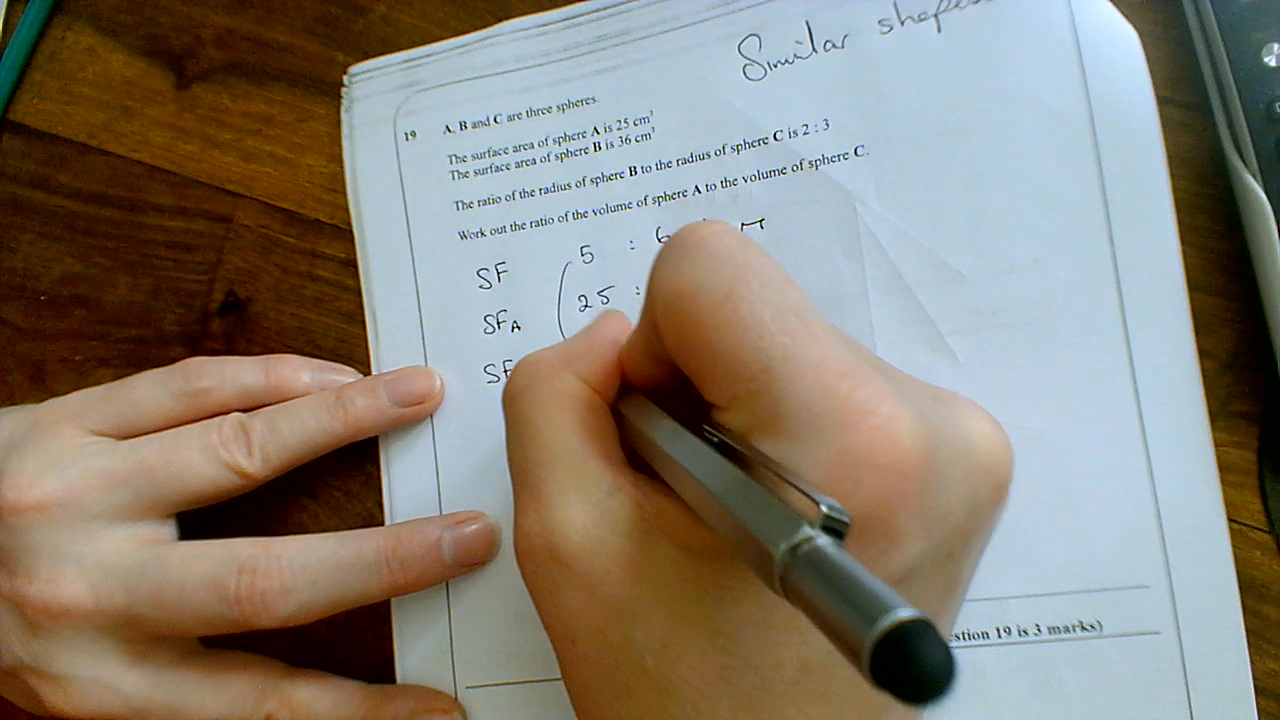 Similar
19 A, B and C are three spheres.
The surface area of sphere A is 25 cm²
The surface area of sphere B is 36 cm²
The ratio of the radius of sphere B to the radius of sphere C is 2 : 3
Work out the ratio of the volume of sphere A to the volume of sphere C.
SF 5 : 6
SFA 25 :
SF
stion 19 is 3 marks)